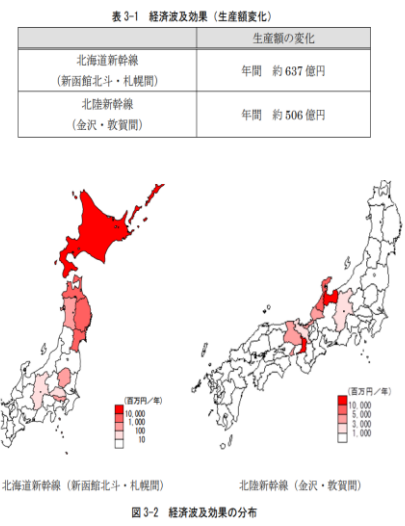 表 3-1　経済波及効果（生産額変化）
生産額の変化
北海道新幹線
（新函館北斗・札幌間）
年間　約 637 億円
北陸新幹線
（金沢・敦賀間）
年間　約 506 億円
（百万円／年）
10,000
1,000
100
10
（百万円／年）
10,000
5,000
3,000
1,000
北海道新幹線（新函館北斗・札幌間）
北陸新幹線（金沢・敦賀間）
図 3-2　経済波及効果の分布